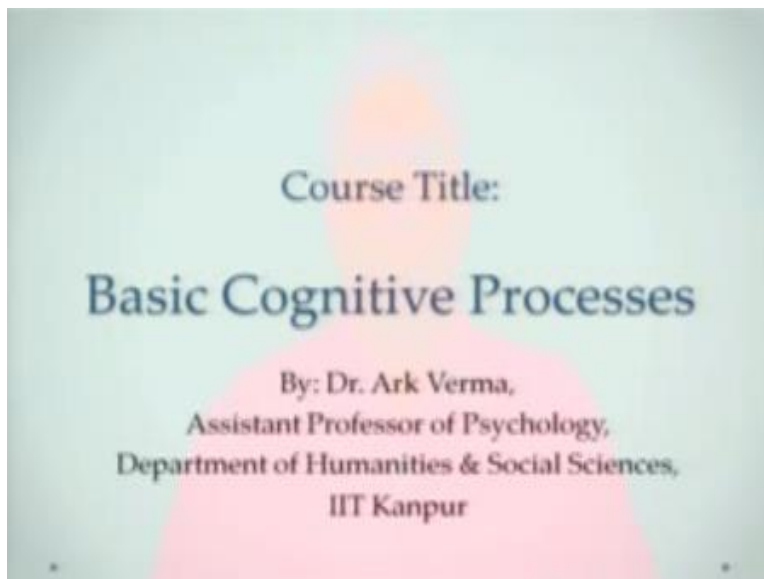 Course Title:
Basic Cognitive Processes
By: Dr. Ark Verma,
Assistant Professor of Psychology,
Department of Humanities & Social Sciences,
IIT Kanpur